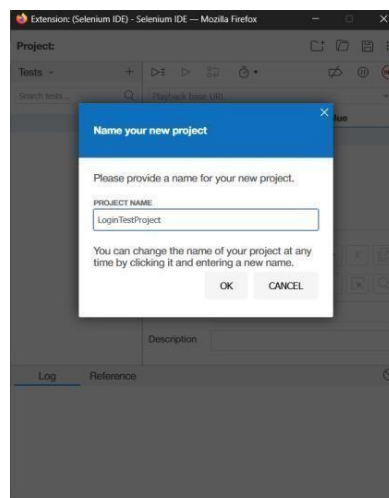 Extension: (Selenium IDE) - Selenium IDE — Mozilla Firefox
Project:
Tests
Search tests...
Playback base URL
Name your new project
Please provide a name for your new project.
PROJECT NAME
LoginTestProject
You can change the name of your project at any
time by clicking it and entering a new name.
OK CANCEL
Description
Log Reference